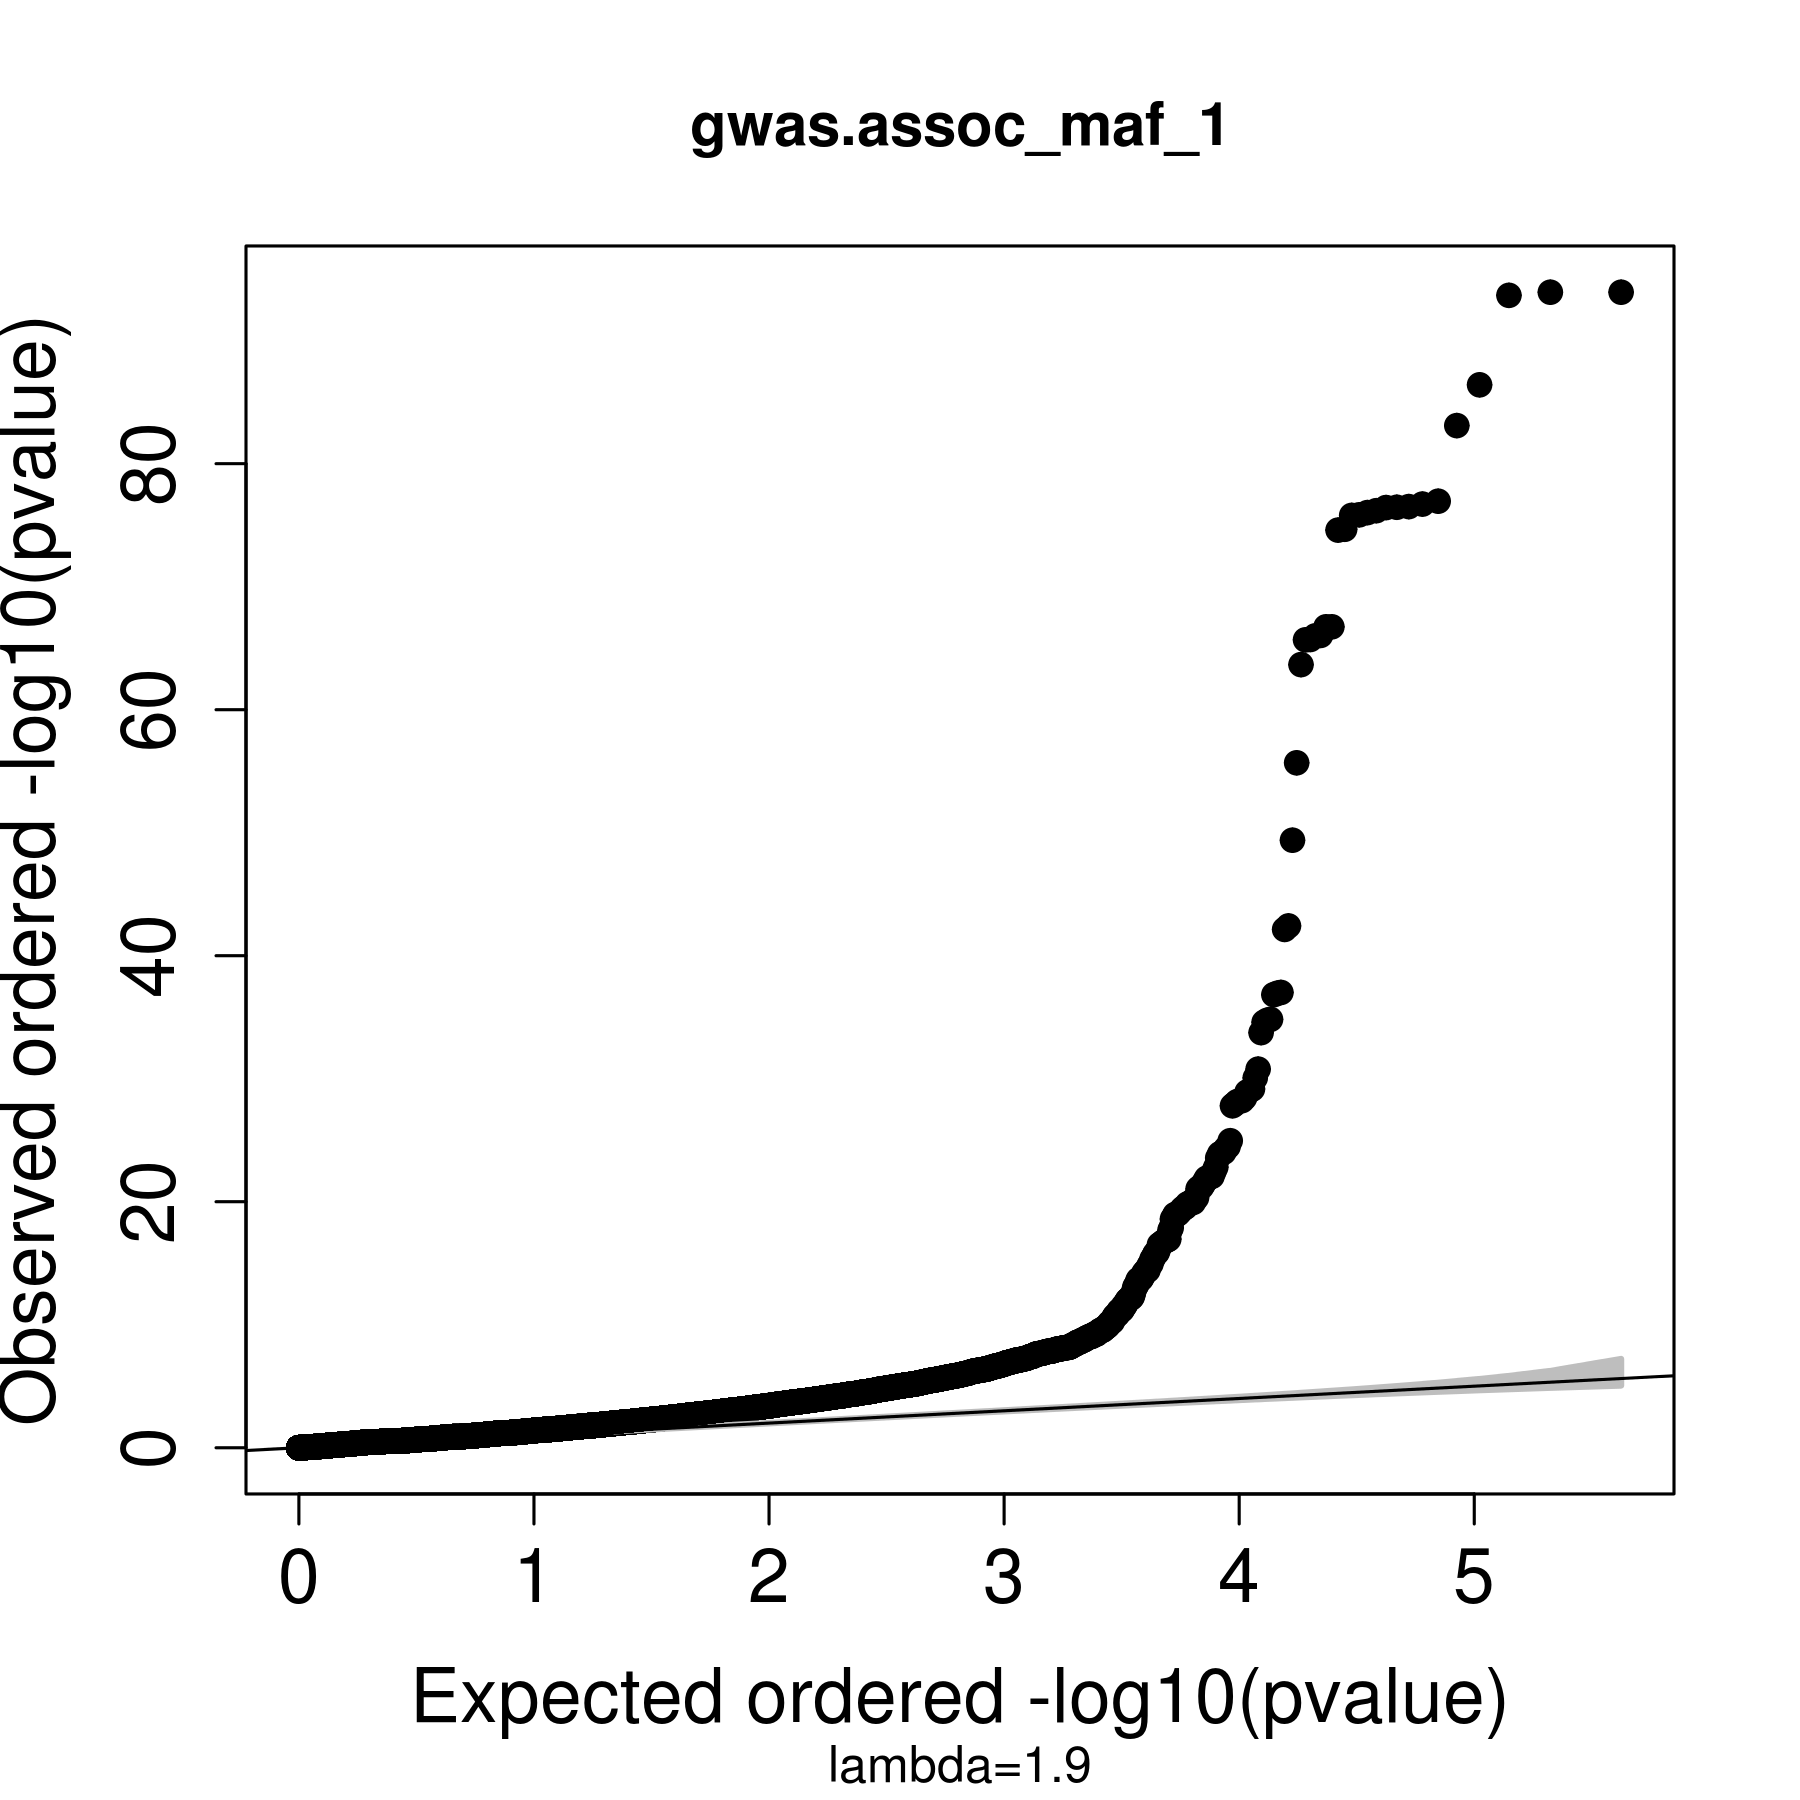 gwas.assoc_maf_1
Observed ordered -log10(pvalue)
80
60
40
20
0
0 1 2 3 4 5
Expected ordered -log10(pvalue)
lambda=1.9